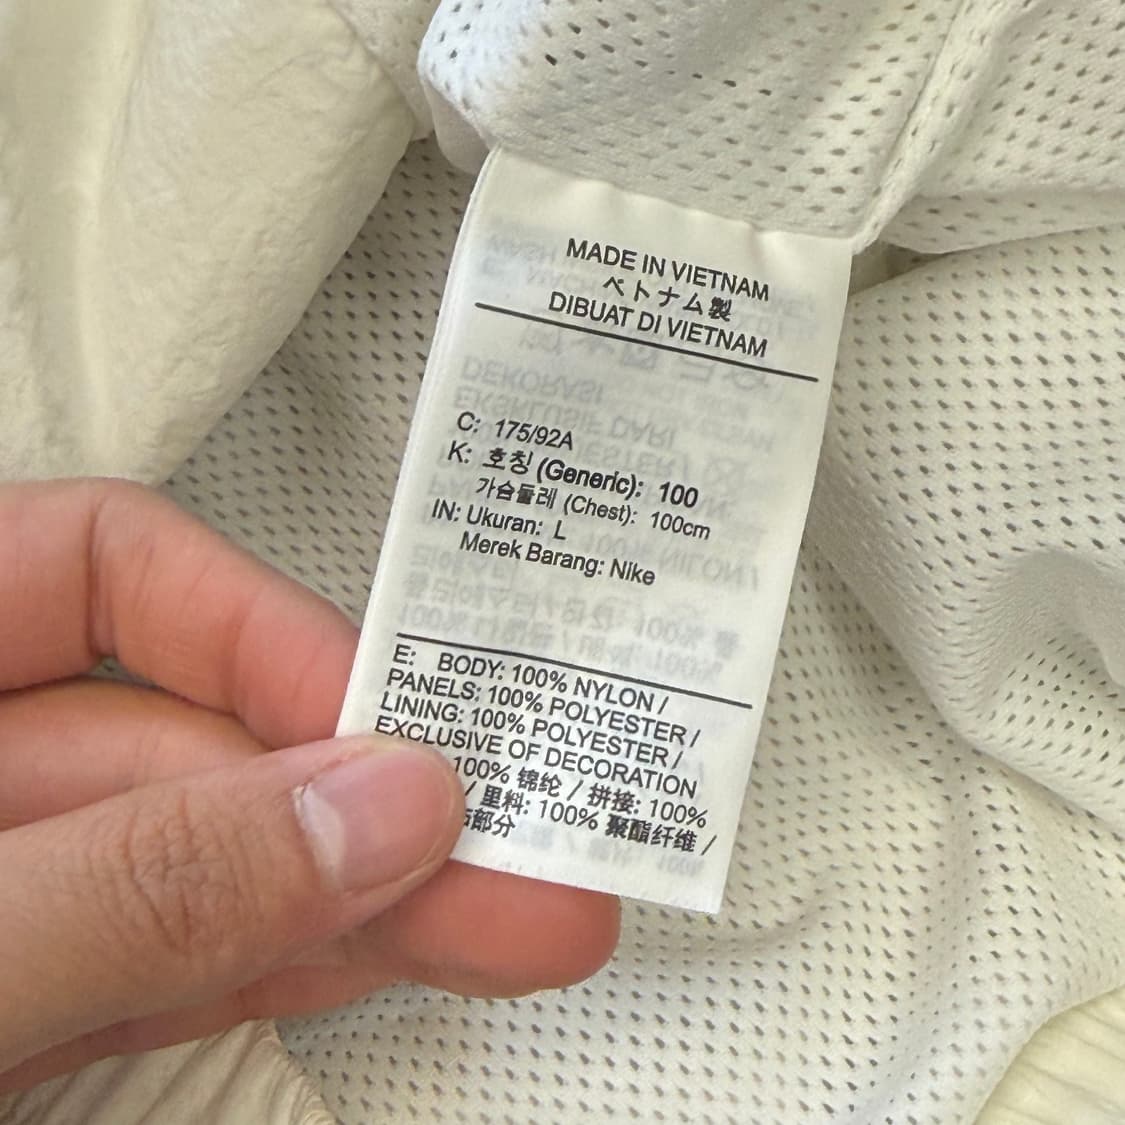 MADE IN VIETNAM
ベトナム製
DIBUAT DI VIETNAM
C: 175/92A
K: 호칭 (Generic): 100
가슴둘레 (Chest): 100cm
IN: Ukuran: L
Merek Barang: Nike
E: BODY: 100% NYLON /
PANELS: 100% POLYESTER /
LINING: 100% POLYESTER /
EXCLUSIVE OF DECORATION
100% 锦纶 / 拼接: 100%
/ 里料: 100% 聚酯纤维 /
部分